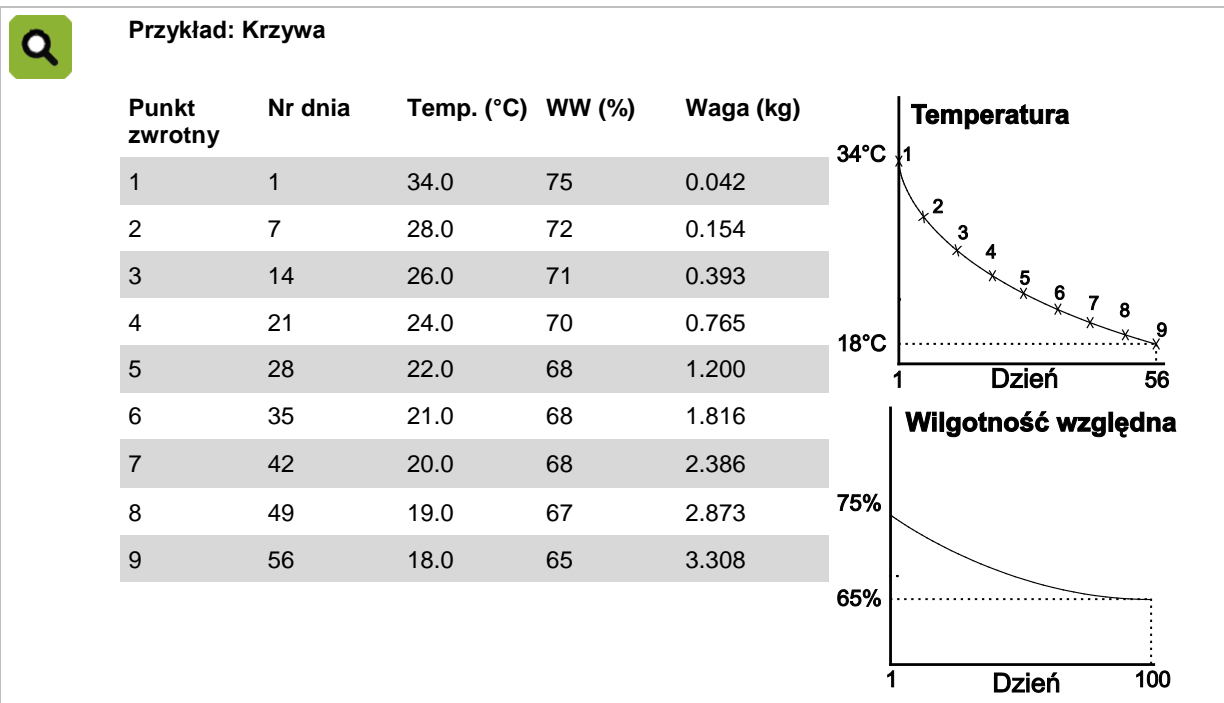 Przykład: Krzywa
Punkt zwrotny Nr dnia Temp. (°C) WW (%) Waga (kg)
1 1 34.0 75 0.042
2 7 28.0 72 0.154
3 14 26.0 71 0.393
4 21 24.0 70 0.765
5 28 22.0 68 1.200
6 35 21.0 68 1.816
7 42 20.0 68 2.386
8 49 19.0 67 2.873
9 56 18.0 65 3.308
Temperatura
34°C
1
2
3
4
5
6
7
8
9
18°C
1 Dzień 56
Wilgotność względna
75%
65%
1 Dzień 100